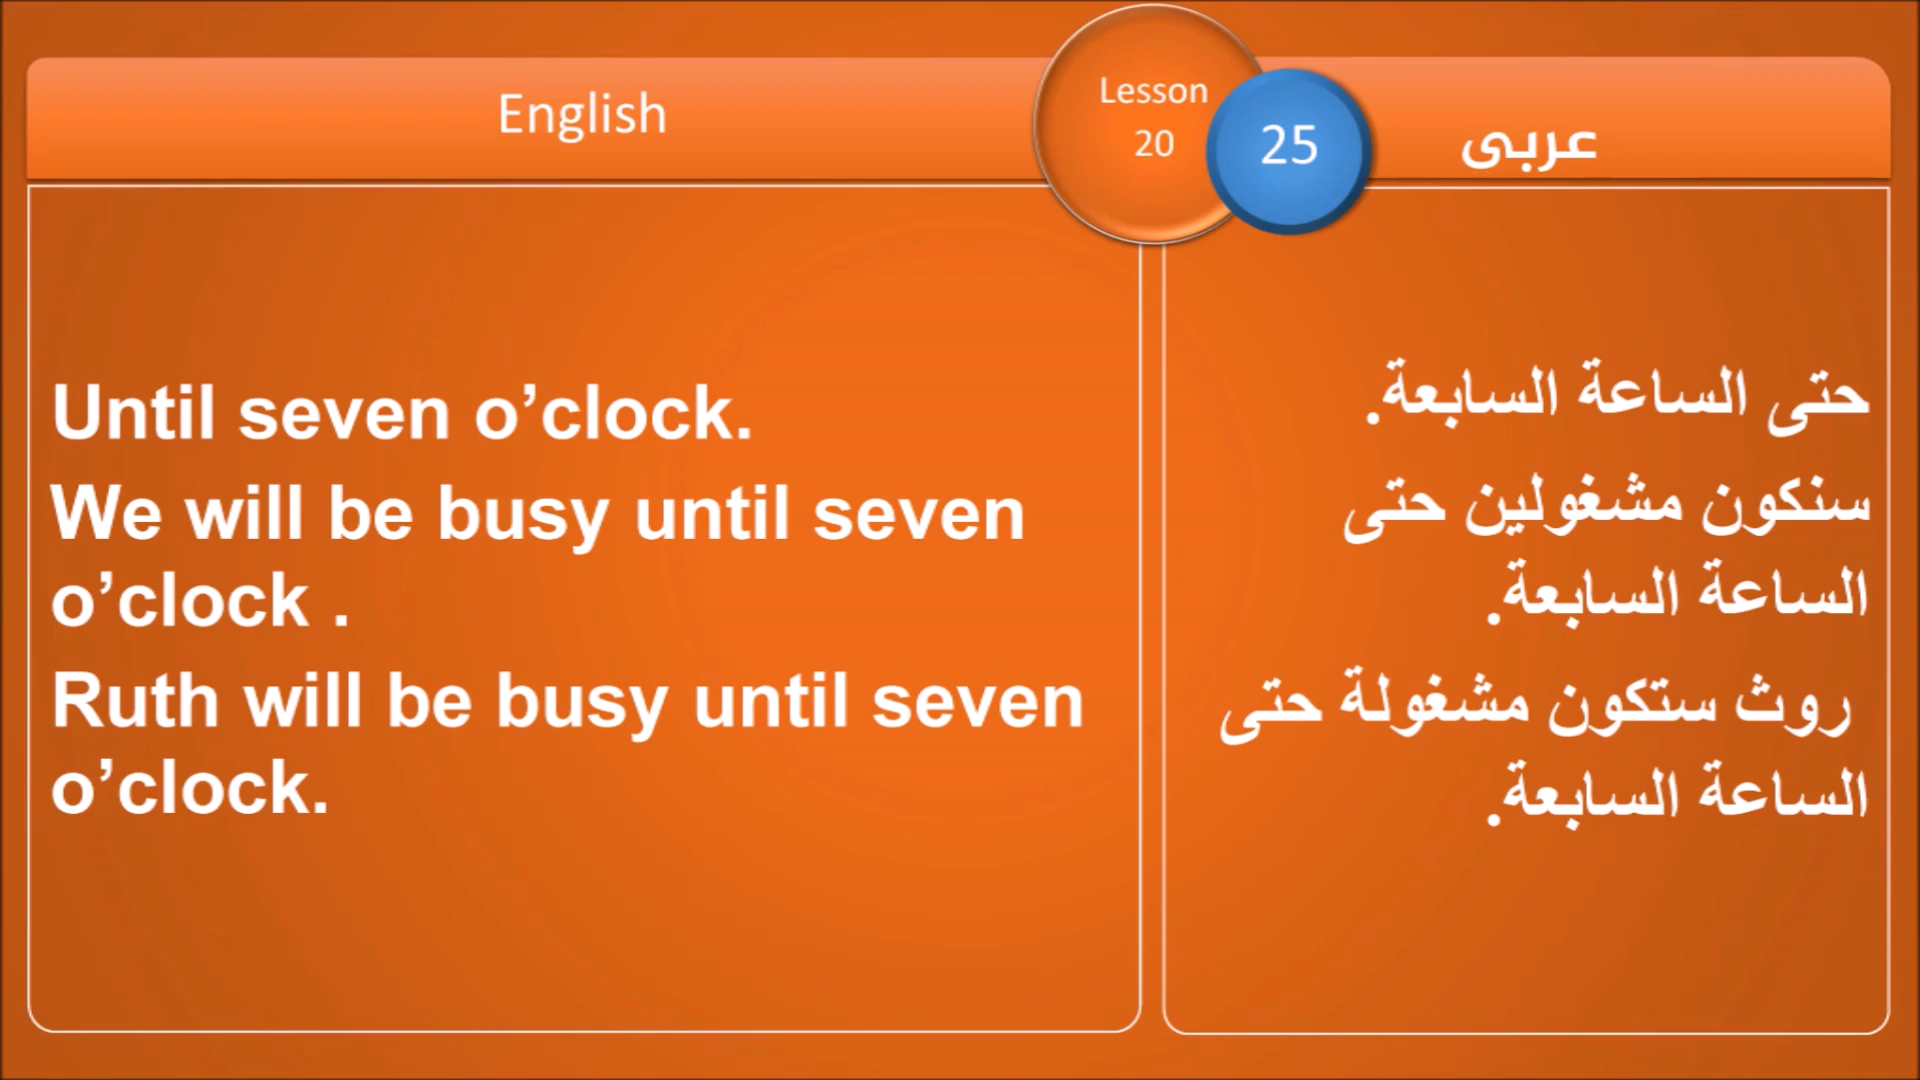 English
Lesson
20
25
عربى
Until seven o’clock.
We will be busy until seven
o’clock .
Ruth will be busy until seven
o’clock.
حتى الساعة السابعة.
سنكون مشغولين حتى
الساعة السابعة.
روث ستكون مشغولة حتى
الساعة السابعة.